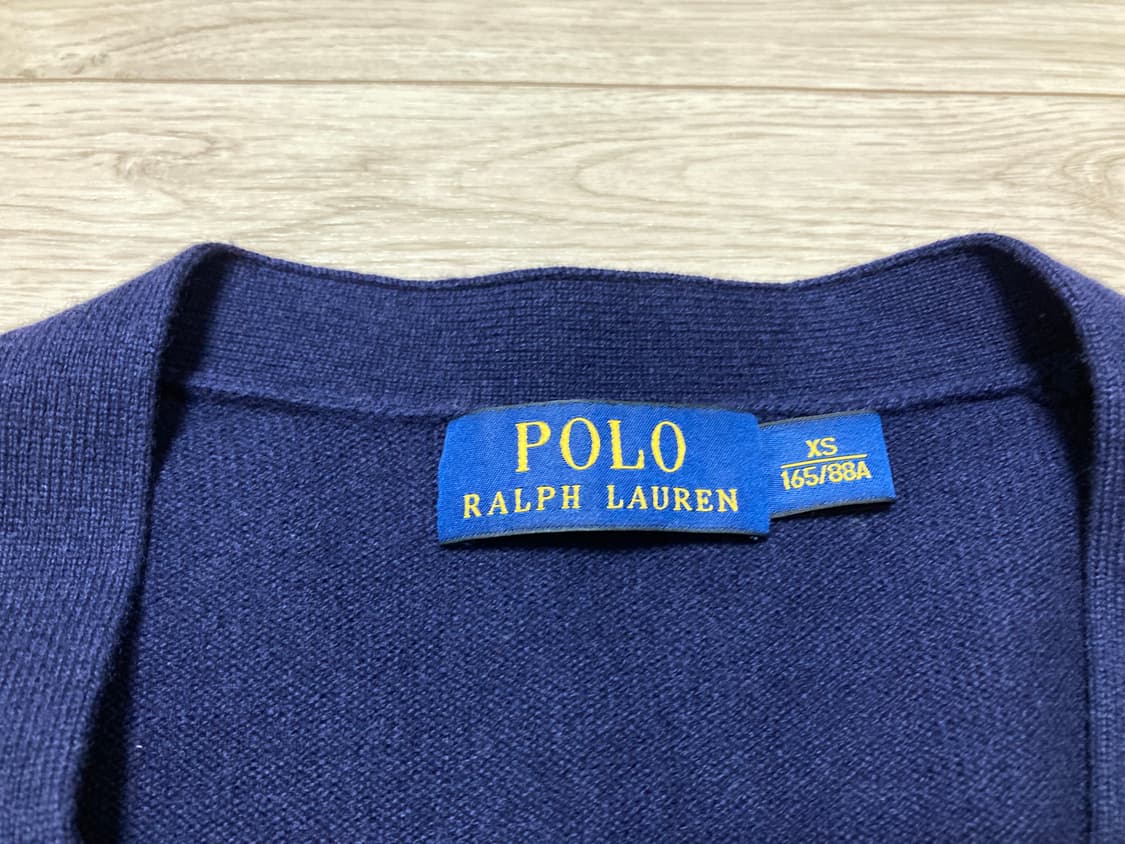 POLO
RALPH LAUREN
XS
165/88A